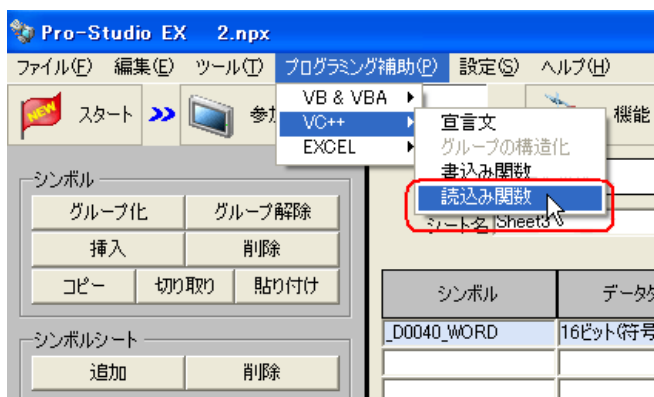 Pro-Studio EX 2.npx
ファイル(F) 編集(E) ツール(T) プログラミング補助(P) 設定(S) ヘルプ(H)
NEW スタート 機能
VB & VBA
VC++
EXCEL
宣言文
グループの構造化
書込み関数
読込み関数
シンボル
グループ化 グループ解除
挿入 削除
コピー 切り取り 貼り付け
シート名 Sheet3
シンボル
_D0040_WORD 16ビット(符号
シンボルシート
追加 削除